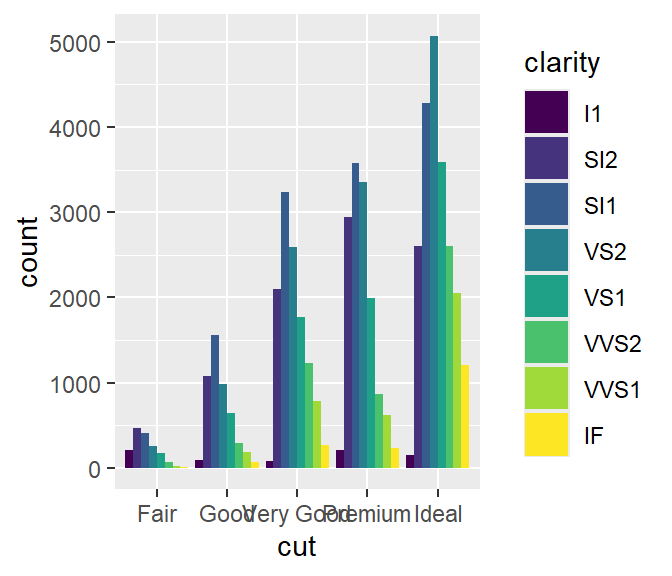 5000
4000
3000
2000
1000
0
count
Fair
Good
Very Good
Premium
Ideal
cut
clarity
I1
SI2
SI1
VS2
VS1
VVS2
VVS1
IF